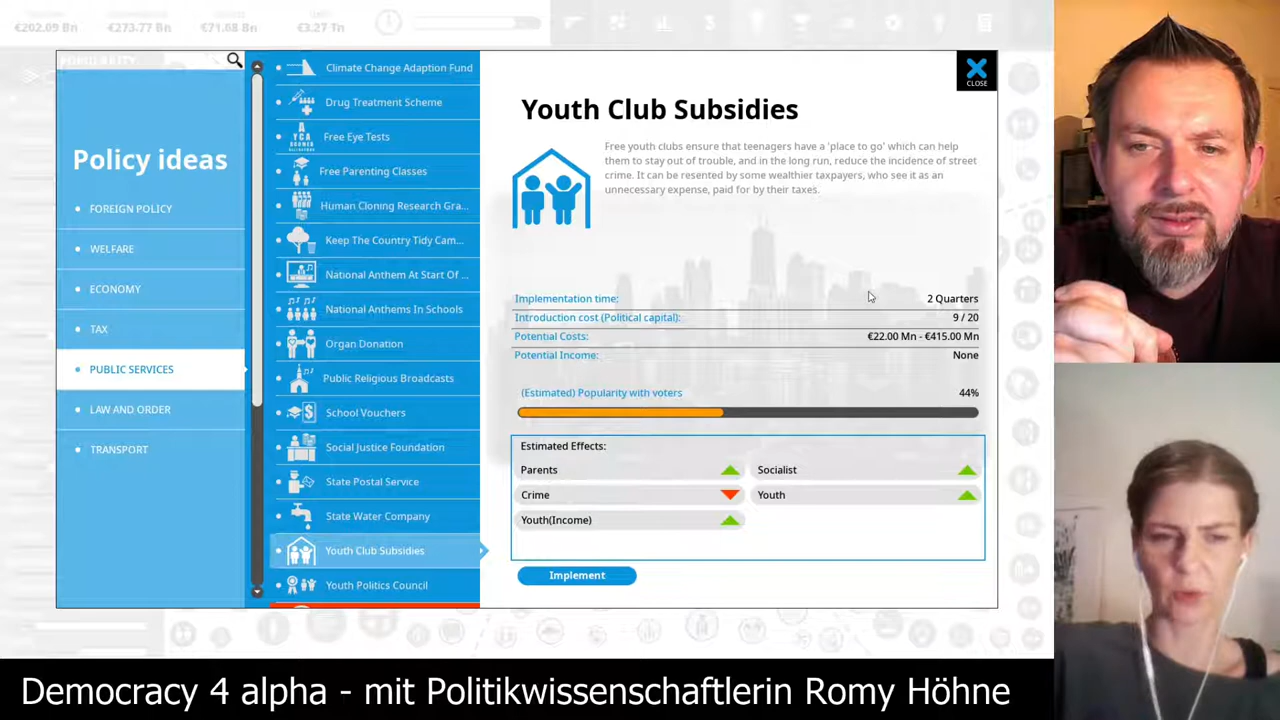 €202.09 Bn
€273.77 Bn
€71.68 Bn
€3.27 Tn
Policy ideas
FOREIGN POLICY
WELFARE
ECONOMY
TAX
PUBLIC SERVICES
LAW AND ORDER
TRANSPORT
Climate Change Adaption Fund
Drug Treatment Scheme
Free Eye Tests
Free Parenting Classes
Human Cloning Research Gra...
Keep The Country Tidy Cam...
National Anthem At Start Of ...
National Anthems In Schools
Organ Donation
Public Religious Broadcasts
School Vouchers
Social Justice Foundation
State Postal Service
State Water Company
Youth Club Subsidies
Youth Politics Council
CLOSE
Youth Club Subsidies
Free youth clubs ensure that teenagers have a 'place to go' which can help
them to stay out of trouble, and in the long run, reduce the incidence of street
crime. It can be resented by some wealthier taxpayers, who see it as an
unnecessary expense, paid for by their taxes.
Implementation time: 2 Quarters
Introduction cost (Political capital): 9 / 20
Potential Costs: €22.00 Mn - €415.00 Mn
Potential Income: None
(Estimated) Popularity with voters 44%
Estimated Effects:
Parents Socialist
Crime Youth
Youth(Income)
Implement
Democracy 4 alpha - mit Politikwissenschaftlerin Romy Höhne